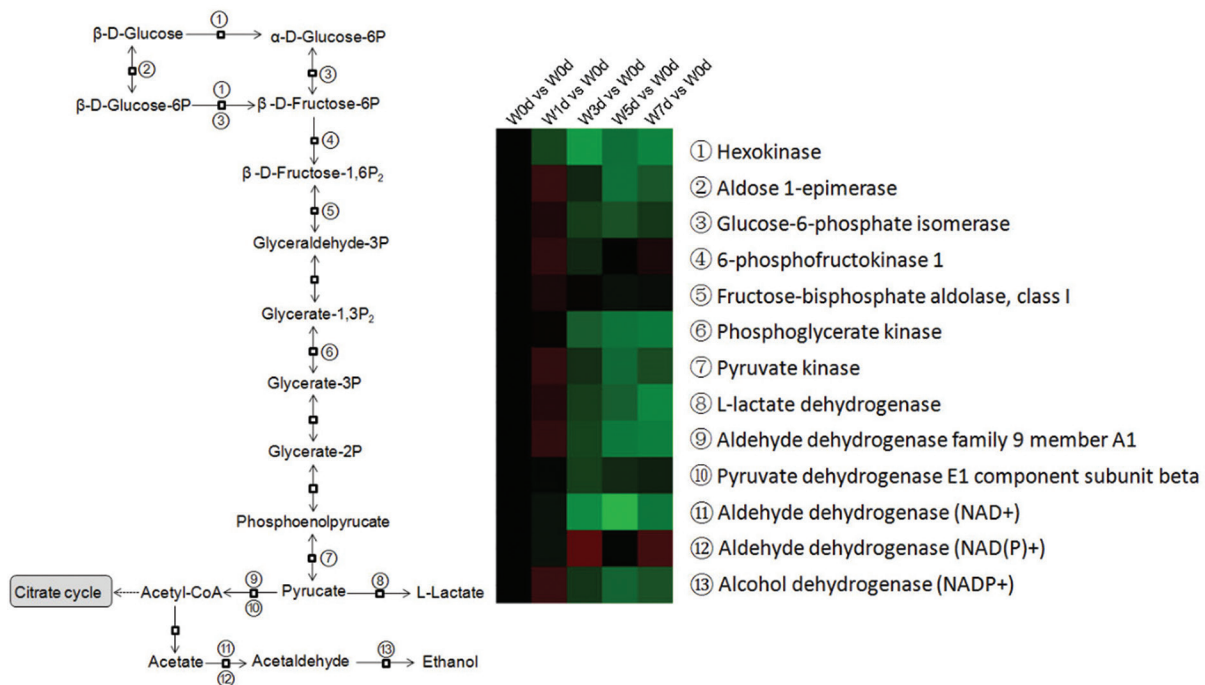 ①
β-D-Glucose
α-D-Glucose-6P
②
③
①
β-D-Glucose-6P
β-D-Fructose-6P
③
④
β-D-Fructose-1,6P₂
⑤
Glyceraldehyde-3P
Glycerate-1,3P₂
⑥
Glycerate-3P
Glycerate-2P
Phosphoenolpyrucate
⑦
⑨
⑧
Citrate cycle
Acetyl-CoA
Pyrucate
L-Lactate
⑩
⑪
⑬
Acetate
Acetaldehyde
Ethanol
⑫
W0d vs W0d
W1d vs W0d
W3d vs W0d
W5d vs W0d
W7d vs W0d
① Hexokinase
② Aldose 1-epimerase
③ Glucose-6-phosphate isomerase
④ 6-phosphofructokinase 1
⑤ Fructose-bisphosphate aldolase, class I
⑥ Phosphoglycerate kinase
⑦ Pyruvate kinase
⑧ L-lactate dehydrogenase
⑨ Aldehyde dehydrogenase family 9 member A1
⑩ Pyruvate dehydrogenase E1 component subunit beta
⑪ Aldehyde dehydrogenase (NAD+)
⑫ Aldehyde dehydrogenase (NAD(P)+)
⑬ Alcohol dehydrogenase (NADP+)